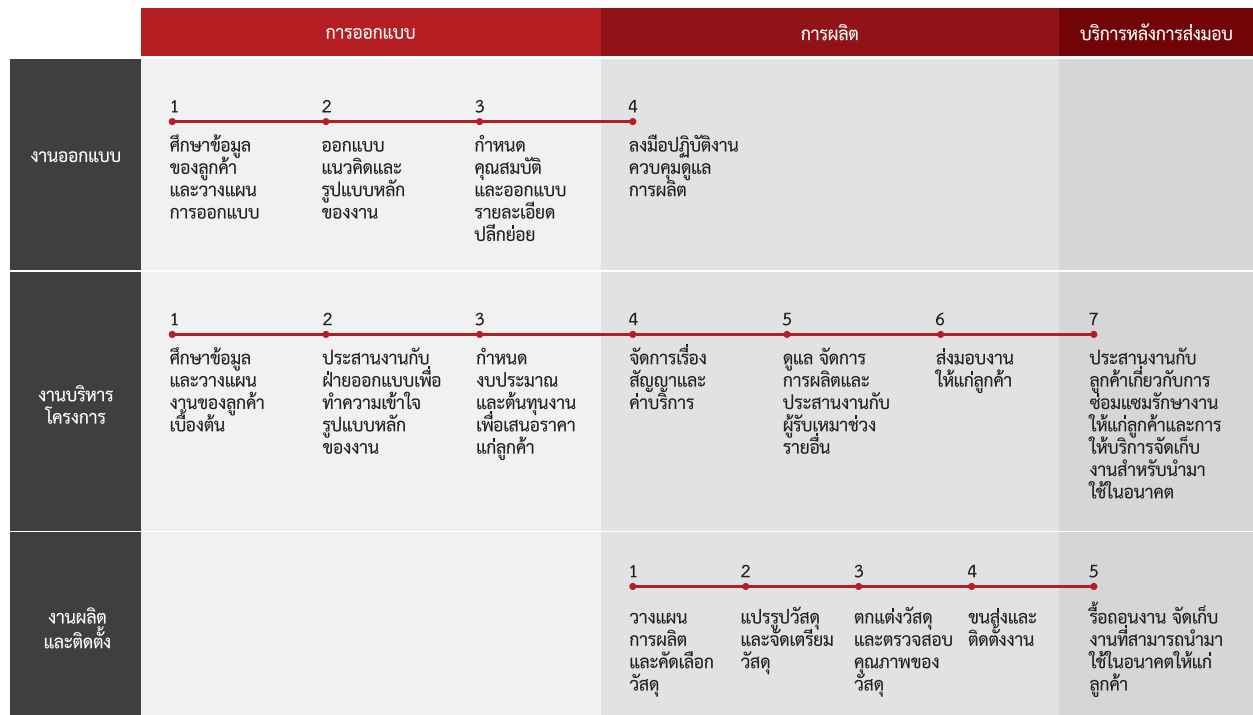 การออกแบบ
การผลิต
บริการหลังการส่งมอบ
งานออกแบบ
1
ศึกษาข้อมูล
ของลูกค้า
และวางแผน
การออกแบบ
2
ออกแบบ
แนวคิดและ
รูปแบบหลัก
ของงาน
3
กำหนด
คุณสมบัติ
และออกแบบ
รายละเอียด
ปลีกย่อย
4
ลงมือปฏิบัติงาน
ควบคุมดูแล
การผลิต
งานบริหาร
โครงการ
1
ศึกษาข้อมูล
และวางแผน
งานของลูกค้า
เบื้องต้น
2
ประสานงานกับ
ฝ่ายออกแบบเพื่อ
ทำความเข้าใจ
รูปแบบหลัก
ของงาน
3
กำหนด
งบประมาณ
และต้นทุนงาน
เพื่อเสนอราคา
แก่ลูกค้า
4
จัดการเรื่อง
สัญญาและ
ค่าบริการ
5
ดูแล จัดการ
การผลิตและ
ประสานงานกับ
ผู้รับเหมาช่วง
รายอื่น
6
ส่งมอบงาน
ให้แก่ลูกค้า
7
ประสานงานกับ
ลูกค้าเกี่ยวกับการ
ซ่อมแซมรักษางาน
ให้แก่ลูกค้าและการ
ให้บริการจัดเก็บ
งานสำหรับนำมา
ใช้ในอนาคต
งานผลิต
และติดตั้ง
1
วางแผน
การผลิต
และคัดเลือก
วัสดุ
2
แปรรูปวัสดุ
และจัดเตรียม
วัสดุ
3
ตกแต่งวัสดุ
และตรวจสอบ
คุณภาพของ
วัสดุ
4
ขนส่งและ
ติดตั้งงาน
5
รื้อถอนงาน จัดเก็บ
งานที่สามารถนำมา
ใช้ในอนาคตให้แก่
ลูกค้า